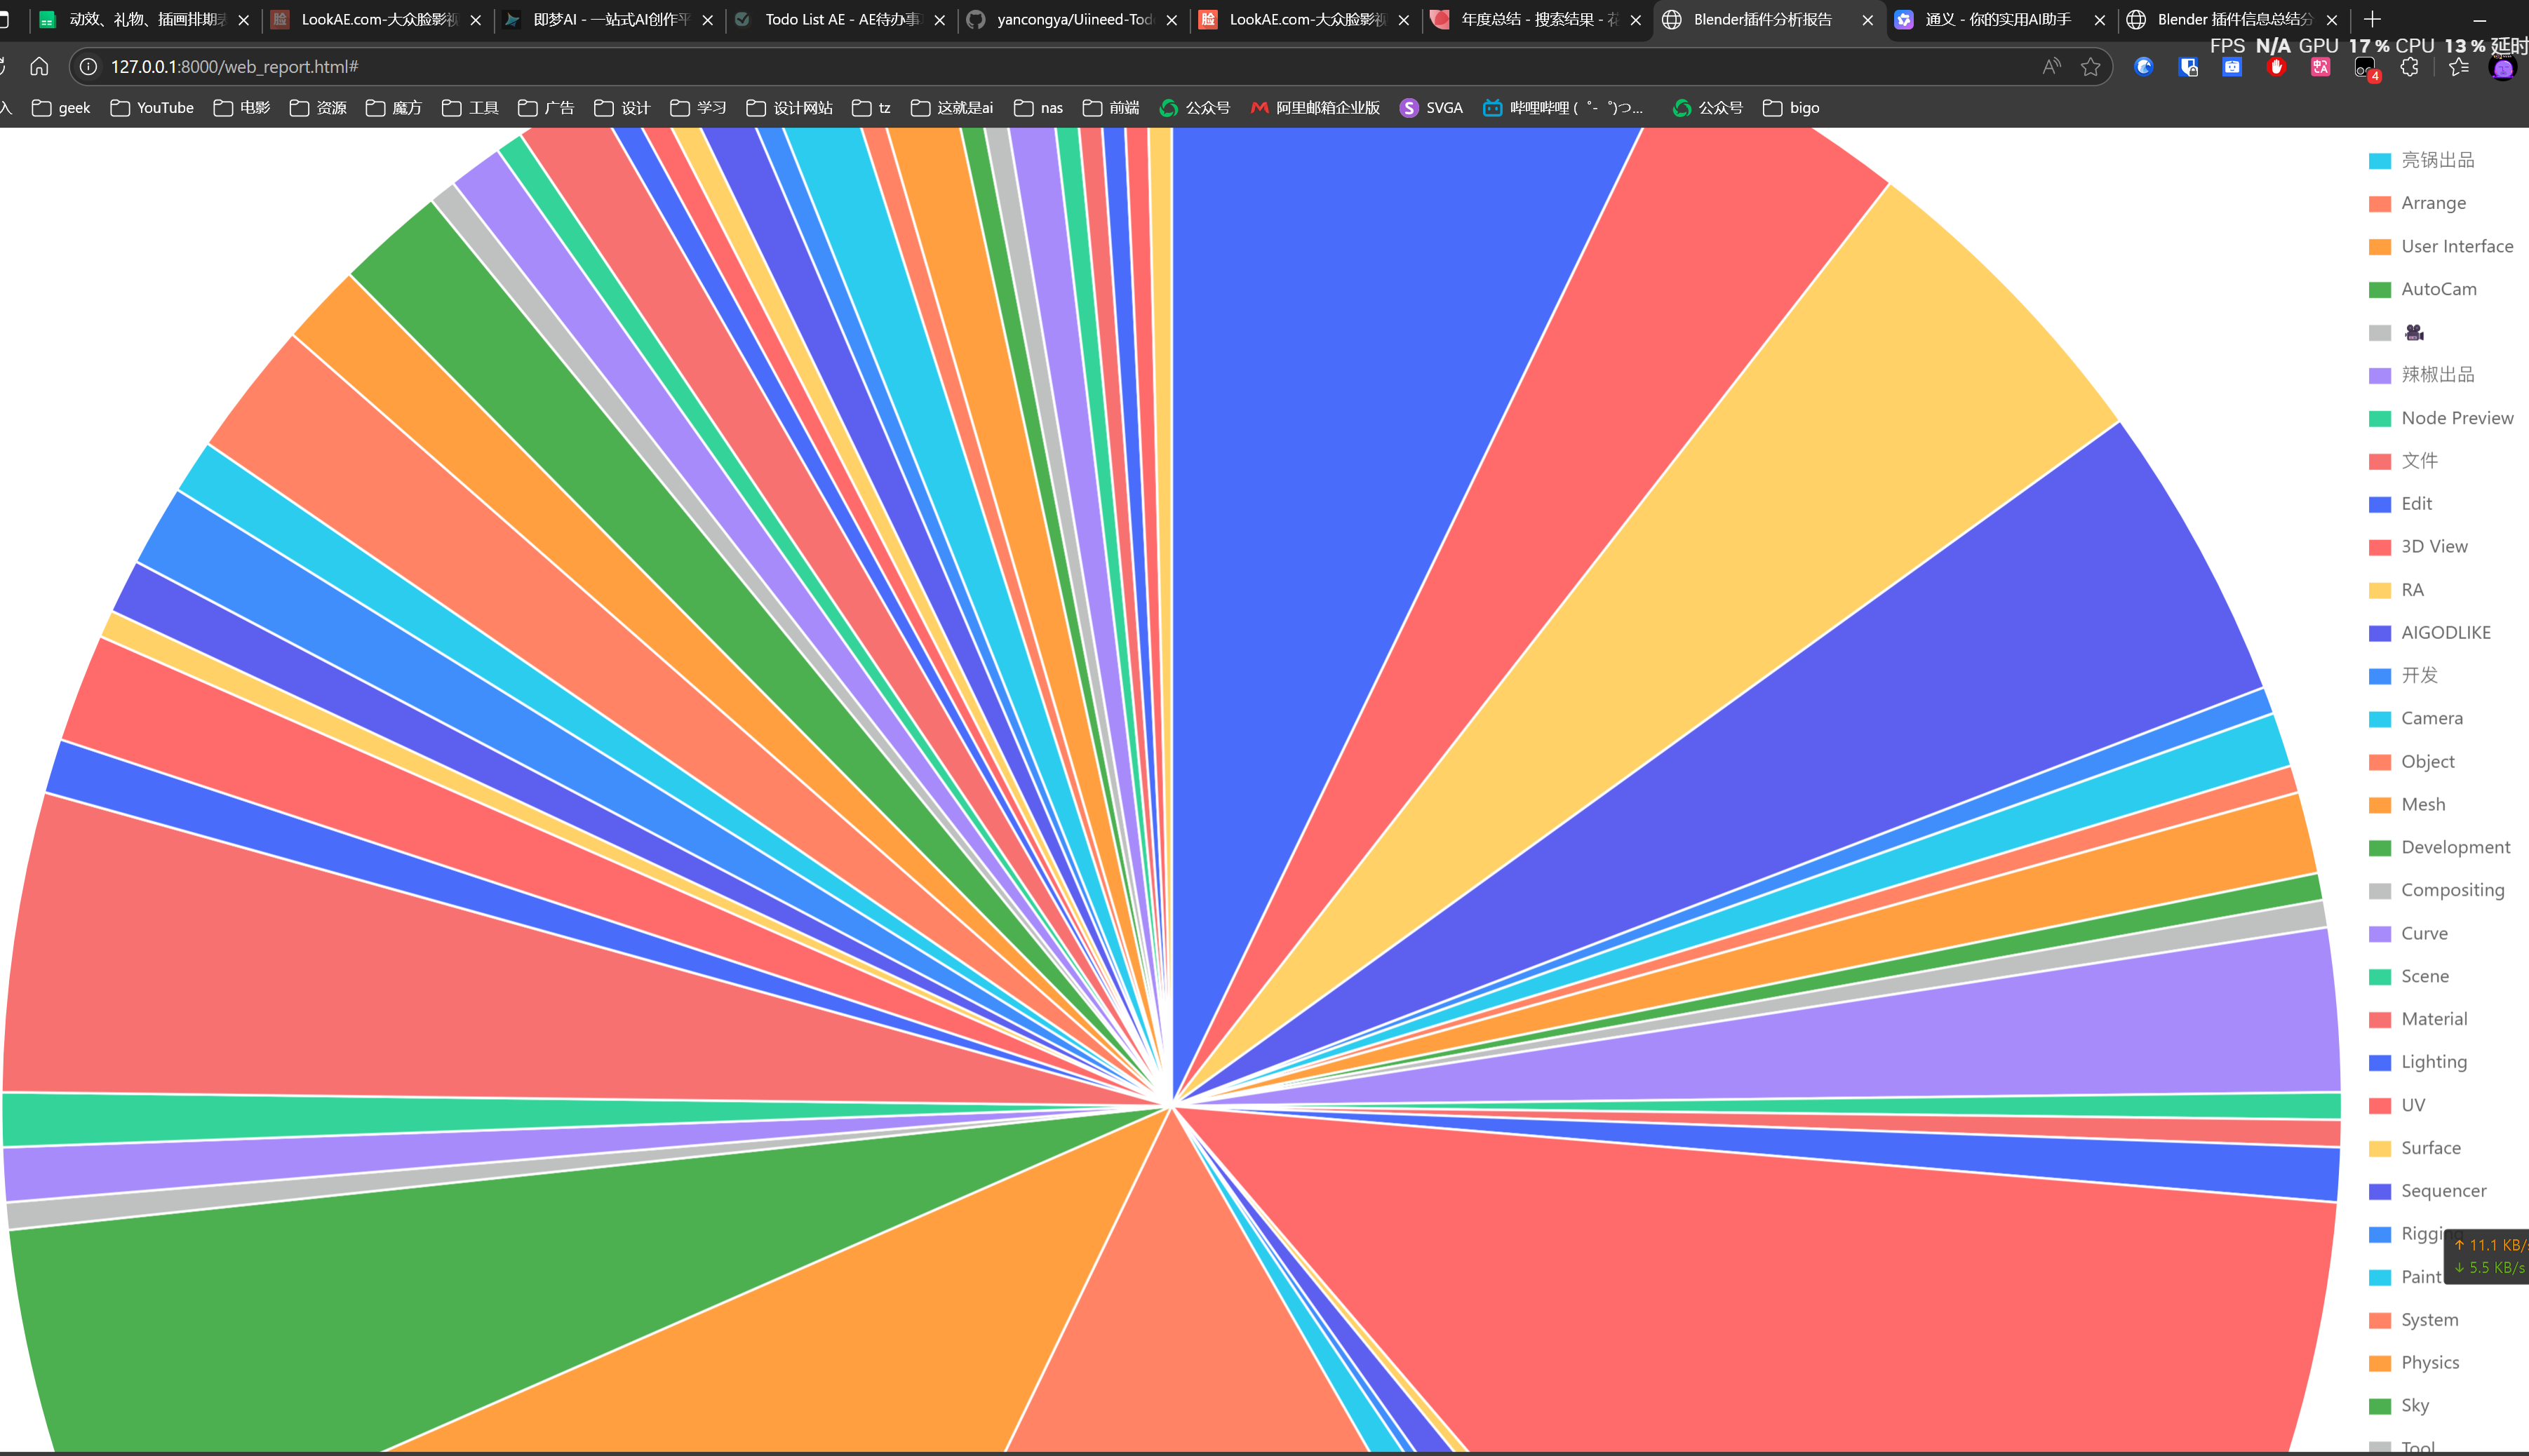 动效、礼物、插画排期
LookAE.com-大众脸影视
即梦AI - 一站式AI创作平
Todo List AE - AE待办事
yancongya/Uiineed-Tod
LookAE.com-大众脸影视
年度总结 - 搜索结果 - 花
Blender插件分析报告
通义 - 你的实用AI助手
Blender 插件信息总结分
FPS N/A GPU 17 % CPU 13 % 延时
127.0.0.1:8000/web_report.html#
4
入
geek
YouTube
电影
资源
魔方
工具
广告
设计
学习
设计网站
tz
这就是ai
nas
前端
公众号
阿里邮箱企业版
SVGA
哔哩哔哩 (゜-゜)つ...
公众号
bigo
亮锅出品
Arrange
User Interface
AutoCam
🎥
辣椒出品
Node Preview
文件
Edit
3D View
RA
AIGODLIKE
开发
Camera
Object
Mesh
Development
Compositing
Curve
Scene
Material
Lighting
UV
Surface
Sequencer
Riggi
↑ 11.1 KB/s
Paint
↓ 5.5 KB/s
System
Physics
Sky
Tool